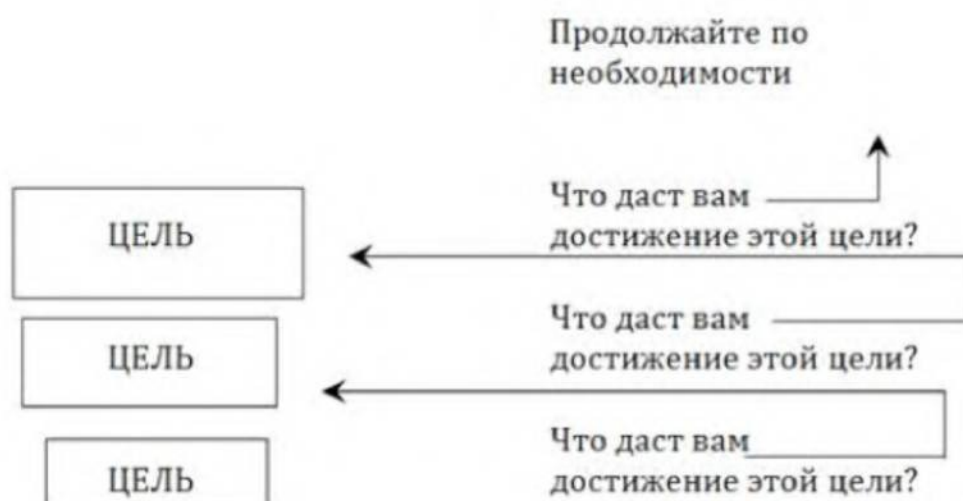 Продолжайте по
необходимости
Что даст вам
достижение этой цели?
ЦЕЛЬ
Что даст вам
достижение этой цели?
ЦЕЛЬ
Что даст вам
достижение этой цели?
ЦЕЛЬ